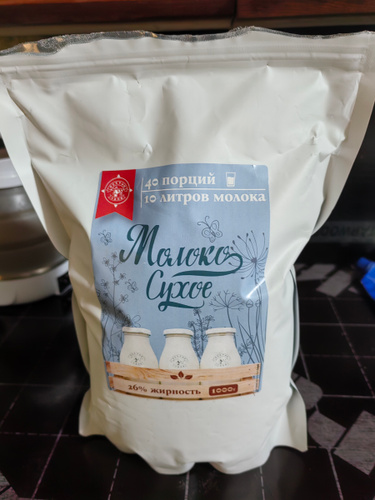 40 порций
10 литров молока
Молоко
Сухое
26% жирность
1000г